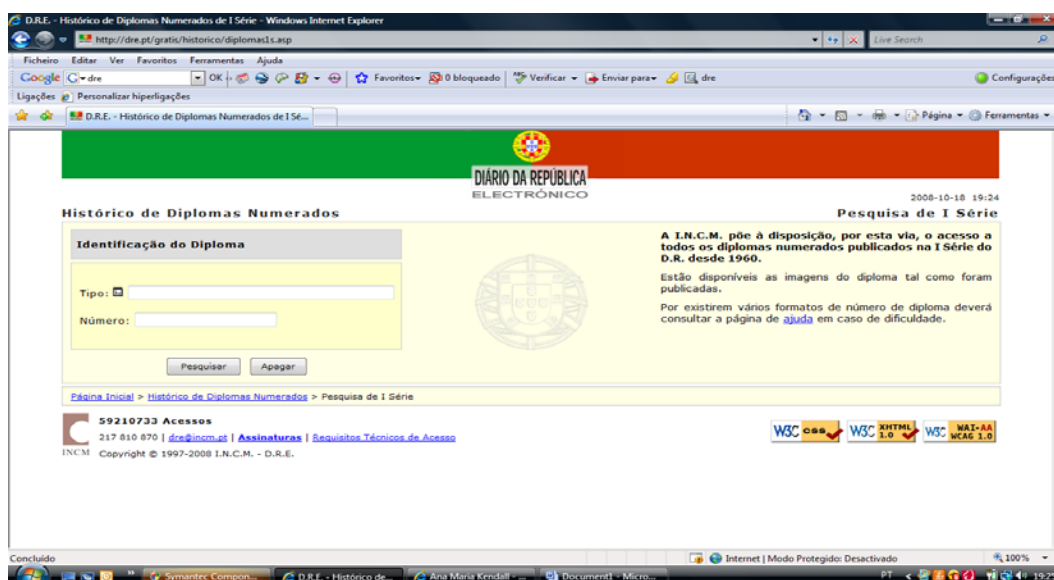 D.R.E. - Histórico de Diplomas Numerados de I Série - Windows Internet Explorer
http://dre.pt/gratis/historico/diplomas1s.asp
Live Search
Ficheiro Editar Ver Favoritos Ferramentas Ajuda
Google dre OK Favoritos 0 bloqueado Verificar Enviar para dre Configurações
Ligações Personalizar hiperligações
D.R.E. - Histórico de Diplomas Numerados de I Sé... Página Ferramentas
DIÁRIO DA REPÚBLICA
ELECTRÓNICO
2008-10-18 19:24
Histórico de Diplomas Numerados Pesquisa de I Série
Identificação do Diploma
Tipo:
Número:
Pesquisar Apagar
A I.N.C.M. põe à disposição, por esta via, o acesso a
todos os diplomas numerados publicados na I Série do
D.R. desde 1960.
Estão disponíveis as imagens do diploma tal como foram
publicadas.
Por existirem vários formatos de número de diploma deverá
consultar a página de ajuda em caso de dificuldade.
Página Inicial > Histórico de Diplomas Numerados > Pesquisa de I Série
59210733 Acessos
217 810 870 | dre@incm.pt | Assinaturas | Requisitos Técnicos de Acesso
INCM Copyright © 1997-2008 I.N.C.M. - D.R.E.
W3C css W3C XHTML 1.0 W3C WAI-AA WCAG 1.0
Concluído Internet | Modo Protegido: Desactivado 100%
Symantec Compon... D.R.E. - Histórico de... Ana Maria Kendall - ... Document1 - Micro... PT